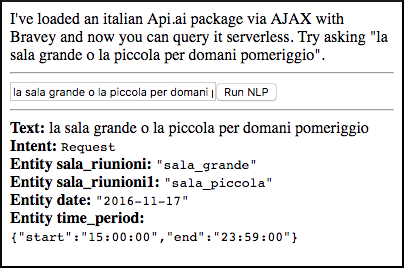 I've loaded an italian Api.ai package via AJAX with
Bravey and now you can query it serverless. Try asking "la
sala grande o la piccola per domani pomeriggio".
la sala grande o la piccola per domani p Run NLP
Text: la sala grande o la piccola per domani pomeriggio
Intent: Request
Entity sala_riunioni: "sala_grande"
Entity sala_riunioni1: "sala_piccola"
Entity date: "2016-11-17"
Entity time_period:
{"start":"15:00:00","end":"23:59:00"}